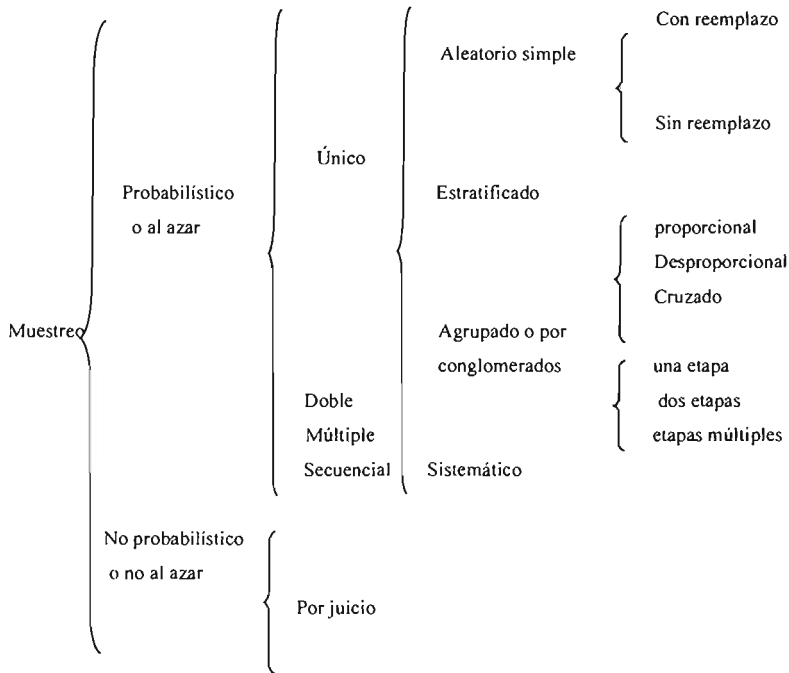 Con reemplazo
Aleatorio simple
Sin reemplazo
Único
Probabilístico
o al azar
Estratificado
proporcional
Desproporcional
Cruzado
Muestreo
Agrupado o por
conglomerados
una etapa
dos etapas
etapas múltiples
Doble
Múltiple
Secuencial
Sistemático
No probabilístico
o no al azar
Por juicio